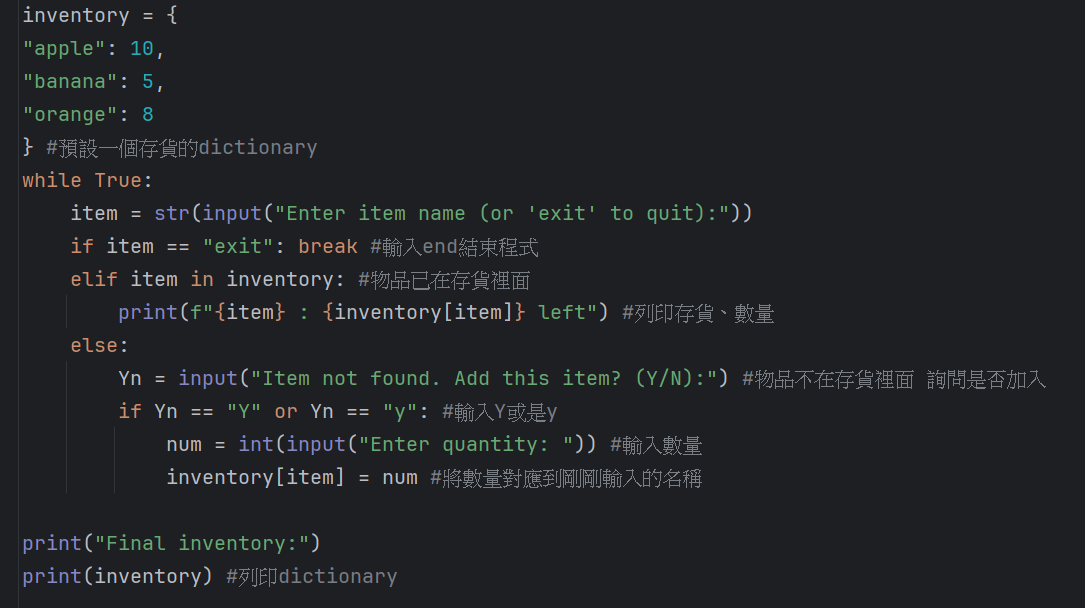 inventory = {
"apple": 10,
"banana": 5,
"orange": 8
} #預設一個存貨的dictionary
while True:
    item = str(input("Enter item name (or 'exit' to quit):"))
    if item == "exit": break #輸入end結束程式
    elif item in inventory: #物品已在存貨裡面
        print(f"{item} : {inventory[item]} left") #列印存貨、數量
    else:
        Yn = input("Item not found. Add this item? (Y/N):") #物品不在存貨裡面 詢問是否加入
        if Yn == "Y" or Yn == "y": #輸入Y或是y
            num = int(input("Enter quantity: ")) #輸入數量
            inventory[item] = num #將數量對應到剛剛輸入的名稱

print("Final inventory:")
print(inventory) #列印dictionary